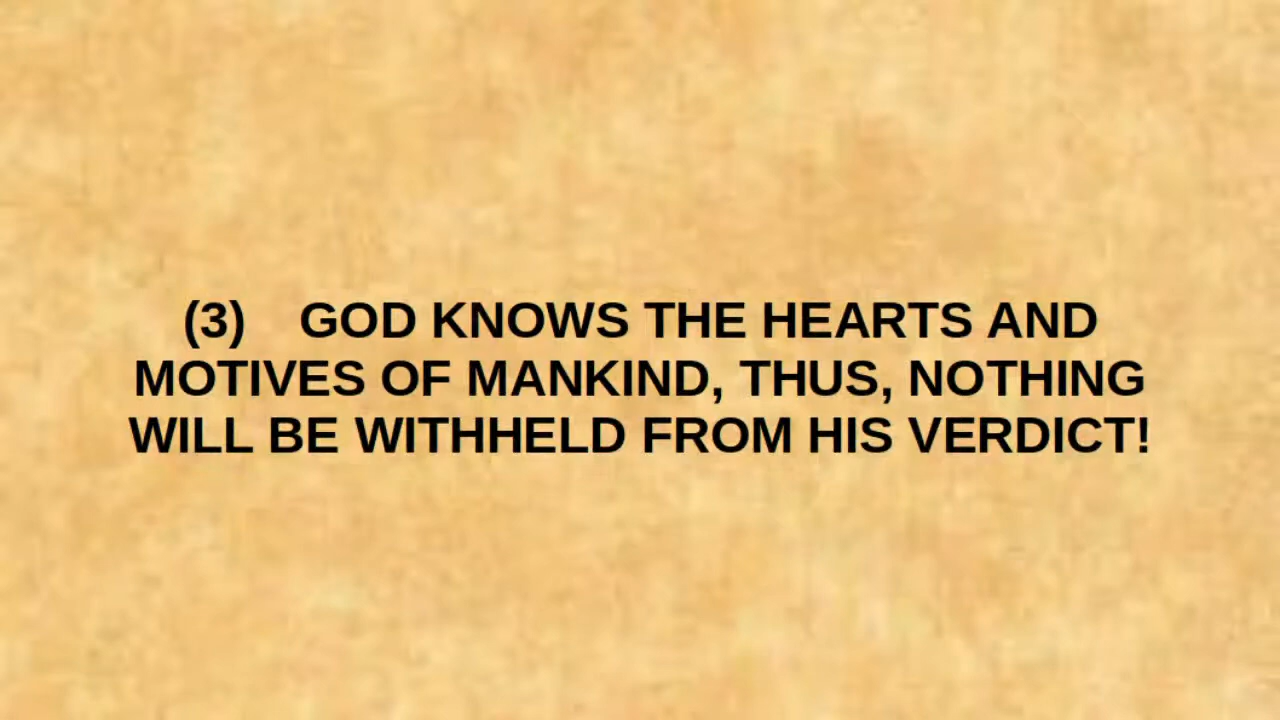 (3) GOD KNOWS THE HEARTS AND
MOTIVES OF MANKIND, THUS, NOTHING
WILL BE WITHHELD FROM HIS VERDICT!